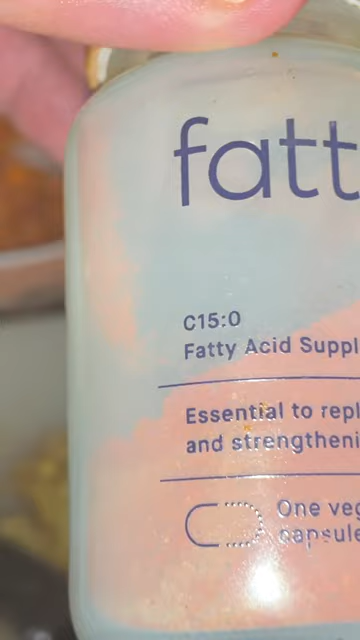 fatt
C15:0
Fatty Acid Suppl
Essential to repl
and strengtheni
One veg
capsule